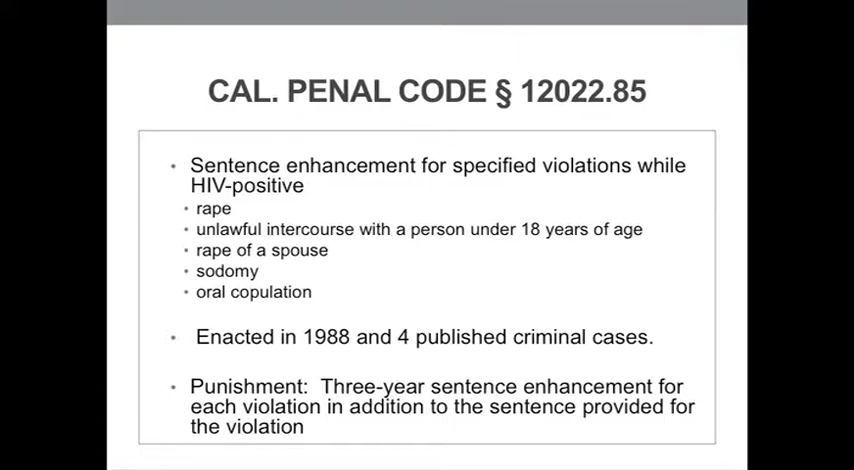 CAL. PENAL CODE § 12022.85
• Sentence enhancement for specified violations while
HIV-positive
• rape
• unlawful intercourse with a person under 18 years of age
• rape of a spouse
• sodomy
• oral copulation
• Enacted in 1988 and 4 published criminal cases.
• Punishment: Three-year sentence enhancement for
each violation in addition to the sentence provided for
the violation